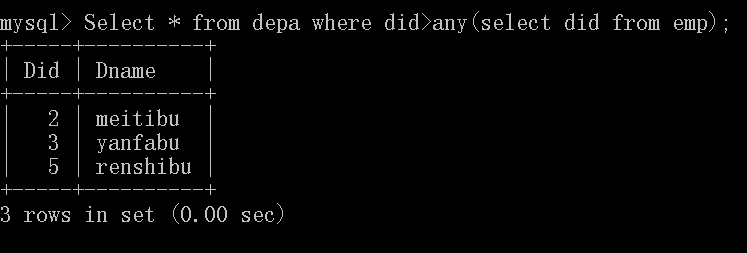 mysql> Select * from depa where did>any(select did from emp);
+-----+----------+
| Did | Dname    |
+-----+----------+
|   2 | meitibu  |
|   3 | yanfabu  |
|   5 | renshibu |
+-----+----------+
3 rows in set (0.00 sec)